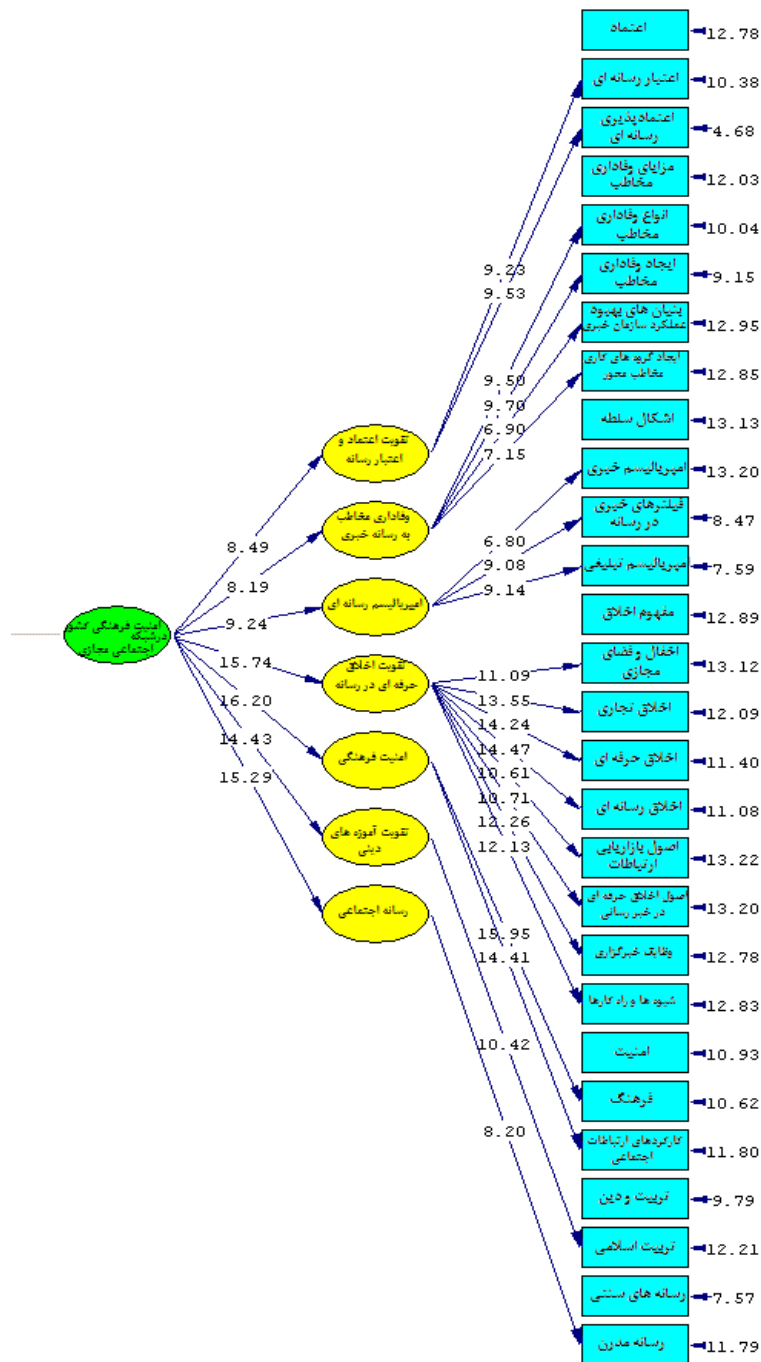 اعتماد
12.78
اعتبار رسانه ای
10.38
اعتمادپذیری
رسانه ای
4.68
مزایای وفاداری
مخاطب
12.03
انواع وفاداری
مخاطب
10.04
ایجاد وفاداری
مخاطب
9.15
بنیان های بهبود
عملکرد سازمان خبری
12.95
ایجاد گروه های کاری
مخاطب محور
12.85
اشکال سلطه
13.13
امپریالیسم خبری
13.20
فیلترهای خبری
در رسانه
8.47
امپریالیسم تبلیغی
7.59
مفهوم اخلاق
12.89
اخلال و فضای
مجازی
13.12
اخلاق تجاری
12.09
اخلاق حرفه ای
11.40
اخلاق رسانه ای
11.08
اصول بازاریابی
ارتباطات
13.22
اصول اخلاق حرفه ای
در خبر رسانی
13.20
وظایف خبرگزاری
12.78
شیوه ها و راه کارها
12.83
امنیت
10.93
فرهنگ
10.62
کارکردهای ارتباطات
اجتماعی
11.80
تربیت و دین
9.79
تربیت اسلامی
12.21
رسانه های سنتی
7.57
رسانه مدرن
11.79
9.23
9.53
9.50
9.70
6.90
7.15
6.80
9.08
9.14
11.09
13.55
14.24
14.47
10.61
10.71
12.26
12.13
15.95
14.41
10.42
8.20
تقویت اعتماد و
اعتبار رسانه
وفاداری مخاطب
به رسانه خبری
امپریالیسم رسانه ای
تقویت اخلاق
حرفه ای در رسانه
امنیت فرهنگی
تقویت آموزه های
دینی
رسانه اجتماعی
8.49
8.19
9.24
15.74
16.20
14.43
15.29
امنیت فرهنگی کشور
درشبکه
اجتماعی مجازی